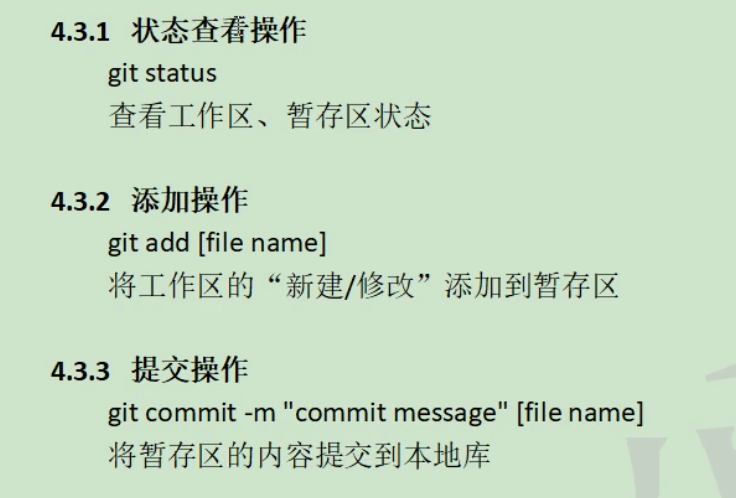 4.3.1 状态查看操作
git status
查看工作区、暂存区状态
4.3.2 添加操作
git add [file name]
将工作区的“新建/修改”添加到暂存区
4.3.3 提交操作
git commit -m "commit message" [file name]
将暂存区的内容提交到本地库